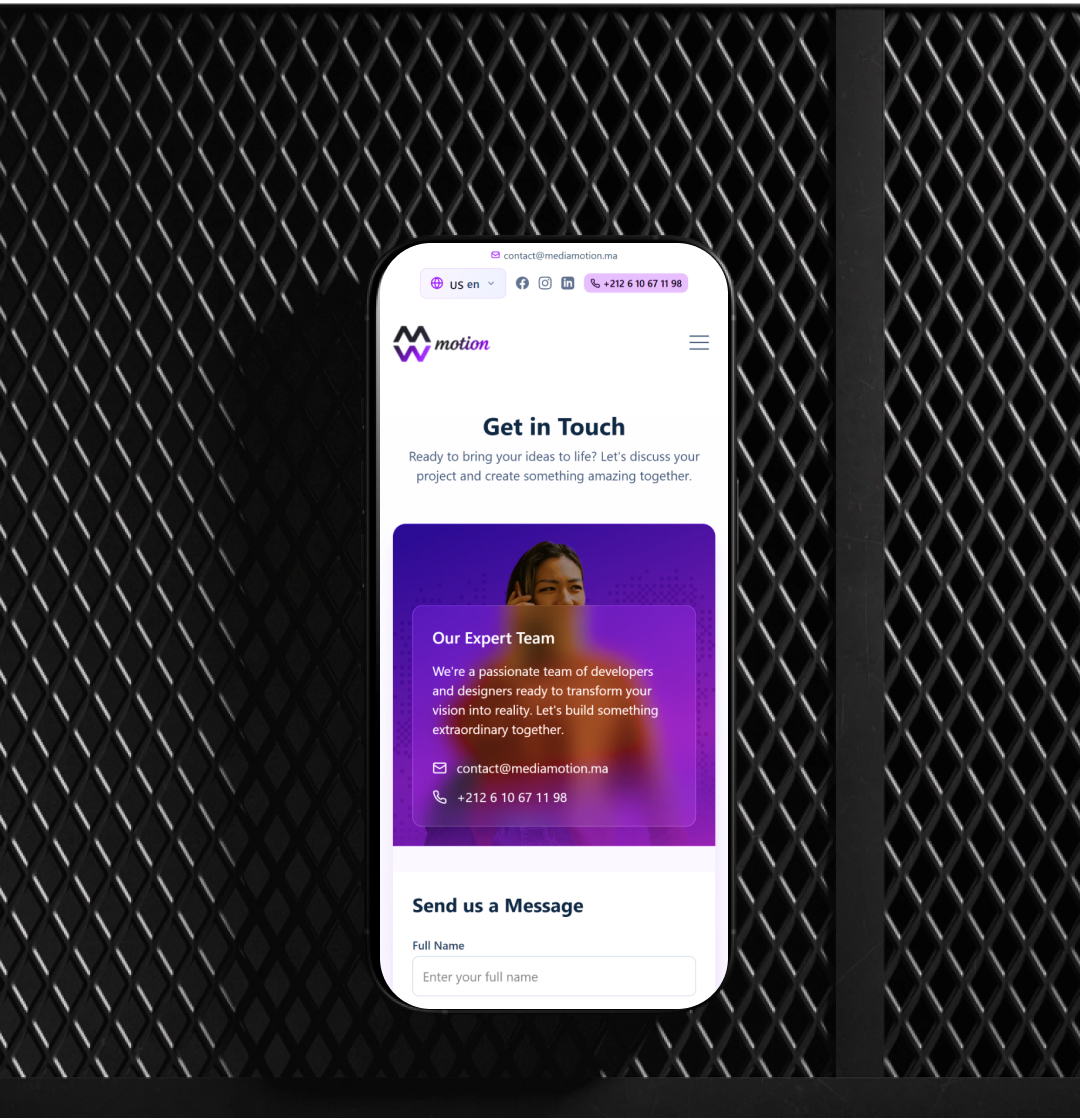 contact@mediamotion.ma
US en
+212 6 10 67 11 98
motion
Get in Touch
Ready to bring your ideas to life? Let's discuss your
project and create something amazing together.
Our Expert Team
We're a passionate team of developers
and designers ready to transform your
vision into reality. Let's build something
extraordinary together.
contact@mediamotion.ma
+212 6 10 67 11 98
Send us a Message
Full Name
Enter your full name